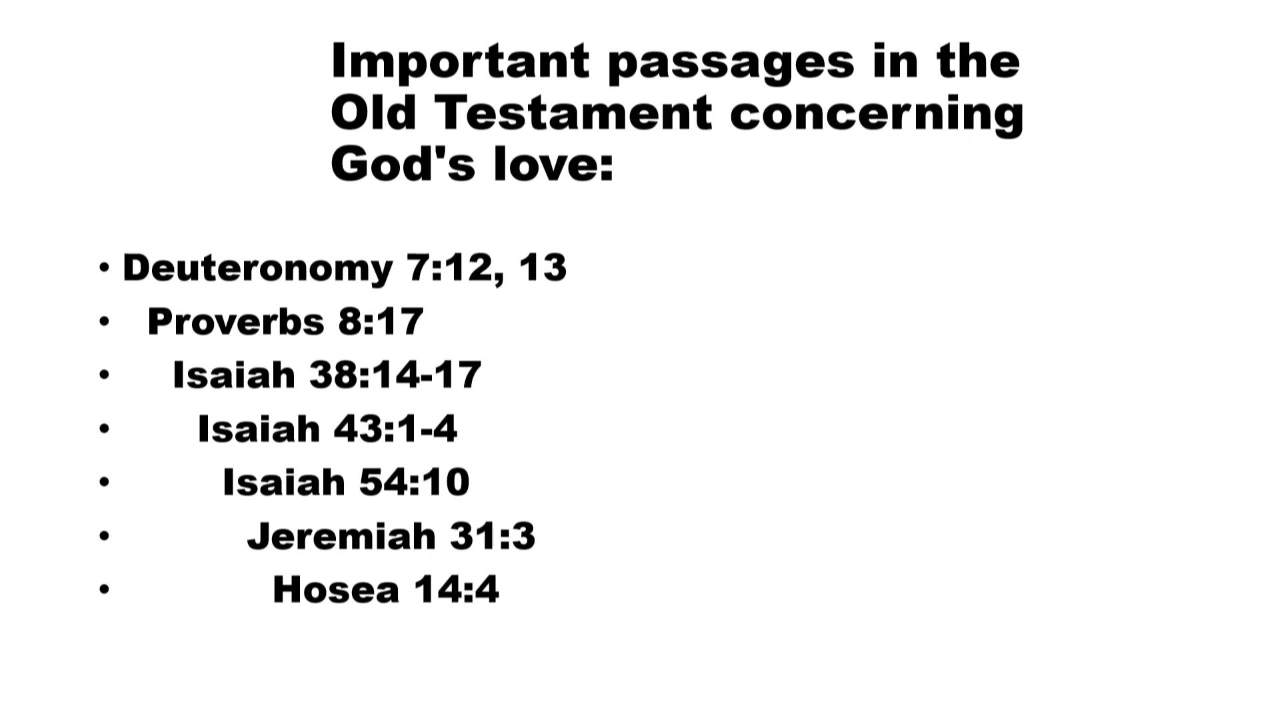 Important passages in the
Old Testament concerning
God's love:
• Deuteronomy 7:12, 13
• Proverbs 8:17
• Isaiah 38:14-17
• Isaiah 43:1-4
• Isaiah 54:10
• Jeremiah 31:3
• Hosea 14:4